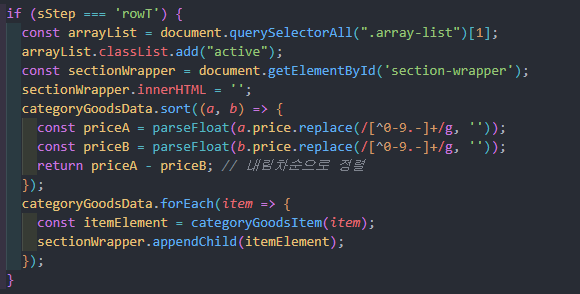 if (sStep === 'rowT') {
const arrayList = document.querySelectorAll(".array-list")[1];
arrayList.classList.add("active");
const sectionWrapper = document.getElementById('section-wrapper');
sectionWrapper.innerHTML = '';
categoryGoodsData.sort((a, b) => {
const priceA = parseFloat(a.price.replace(/[^0-9.-]+/g, ''));
const priceB = parseFloat(b.price.replace(/[^0-9.-]+/g, ''));
return priceA - priceB; // 내림차순으로 정렬
});
categoryGoodsData.forEach(item => {
const itemElement = categoryGoodsItem(item);
sectionWrapper.appendChild(itemElement);
});
}